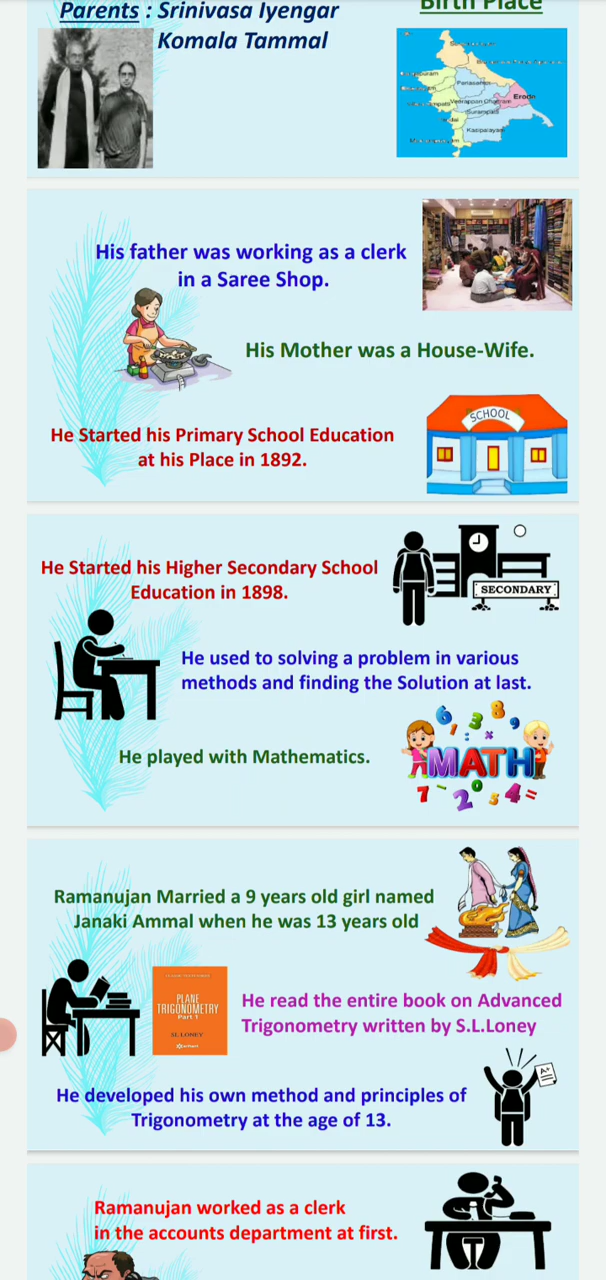 Parents : Srinivasa Iyengar
Komala Tammal
Birth Place
Erode
His father was working as a clerk
in a Saree Shop.
His Mother was a House-Wife.
SCHOOL
He Started his Primary School Education
at his Place in 1892.
He Started his Higher Secondary School
Education in 1898.
SECONDARY
He used to solving a problem in various
methods and finding the Solution at last.
He played with Mathematics.
MATH
Ramanujan Married a 9 years old girl named
Janaki Ammal when he was 13 years old
PLANE
TRIGONOMETRY
Part 1
S.L. LONEY
He read the entire book on Advanced
Trigonometry written by S.L.Loney
A+
He developed his own method and principles of
Trigonometry at the age of 13.
Ramanujan worked as a clerk
in the accounts department at first.